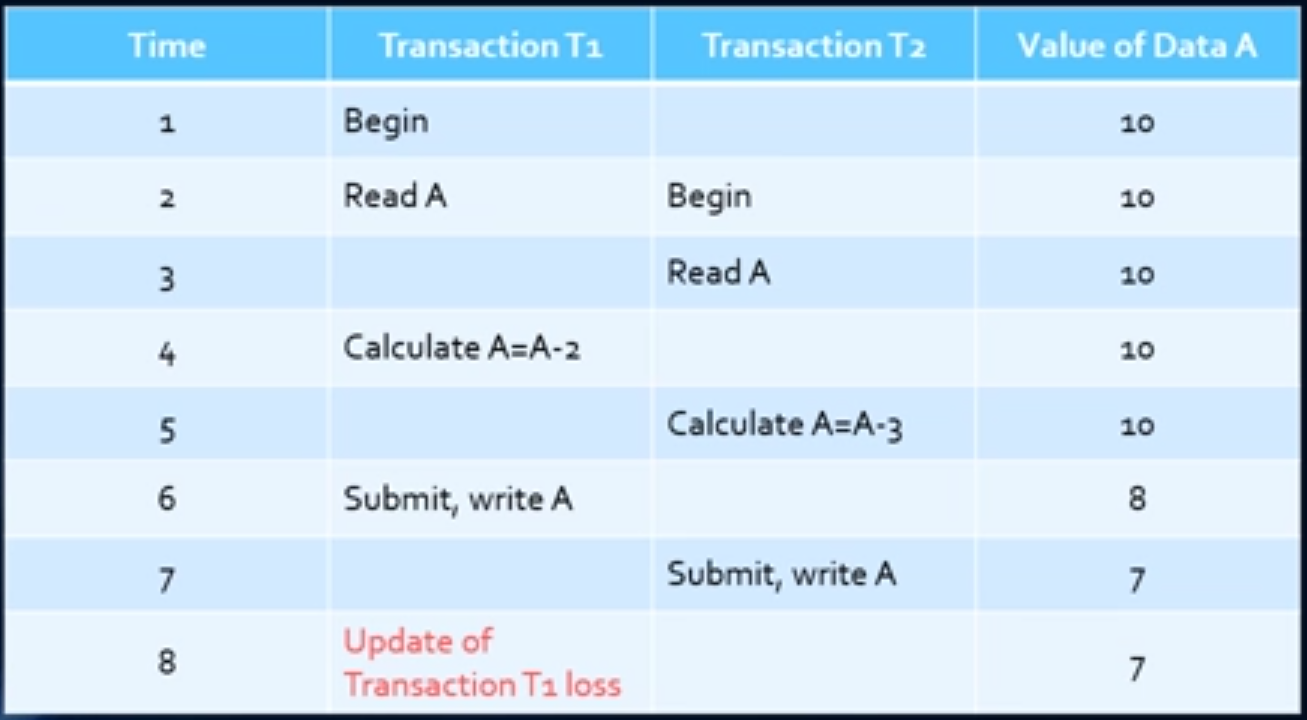 Time Transaction T1 Transaction T2 Value of Data A
1 Begin 10
2 Read A Begin 10
3 Read A 10
4 Calculate A=A-2 10
5 Calculate A=A-3 10
6 Submit, write A 8
7 Submit, write A 7
Update of
8 7
Transaction T1 loss